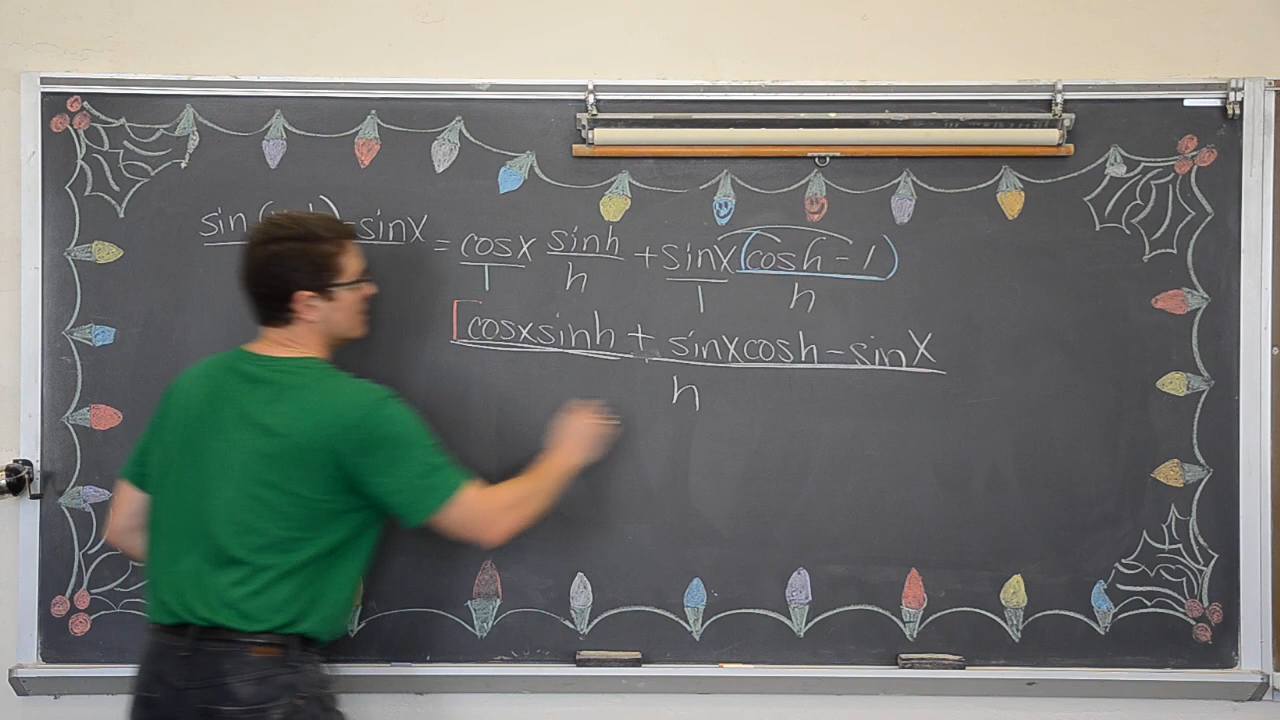 sin ( ) - sinx = cosx/1 sinh/h + sinx/1 (cosh - 1)/h
[cosxsinh + sinxcosh - sinx
h